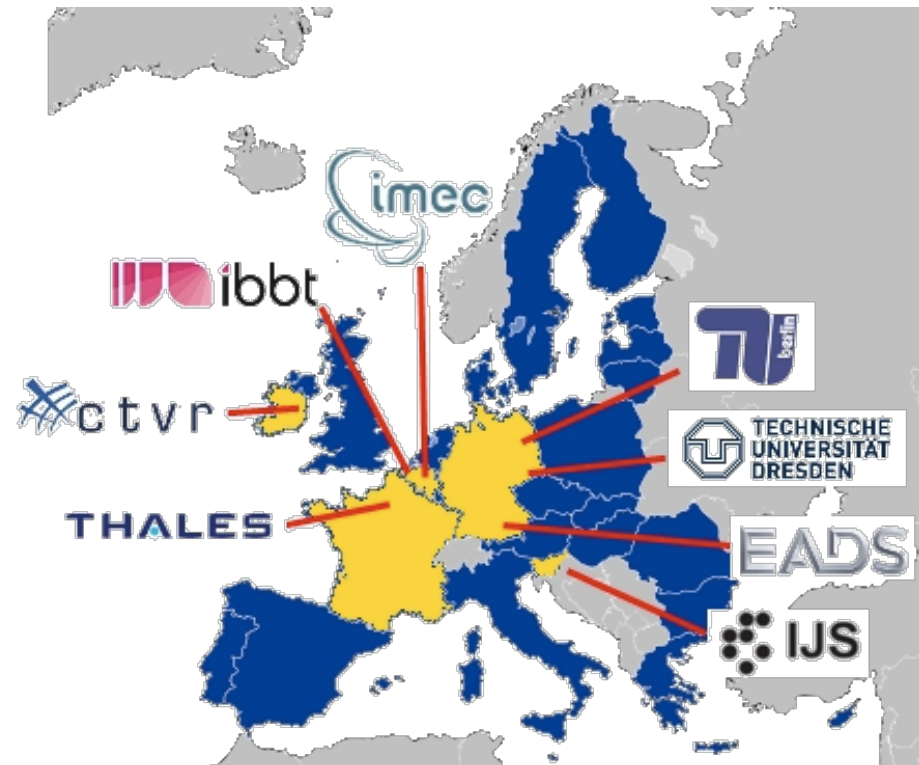 imec
ibbt
ctvr
THALES
TU
berlin
TECHNISCHE
UNIVERSITÄT
DRESDEN
EADS
IJS